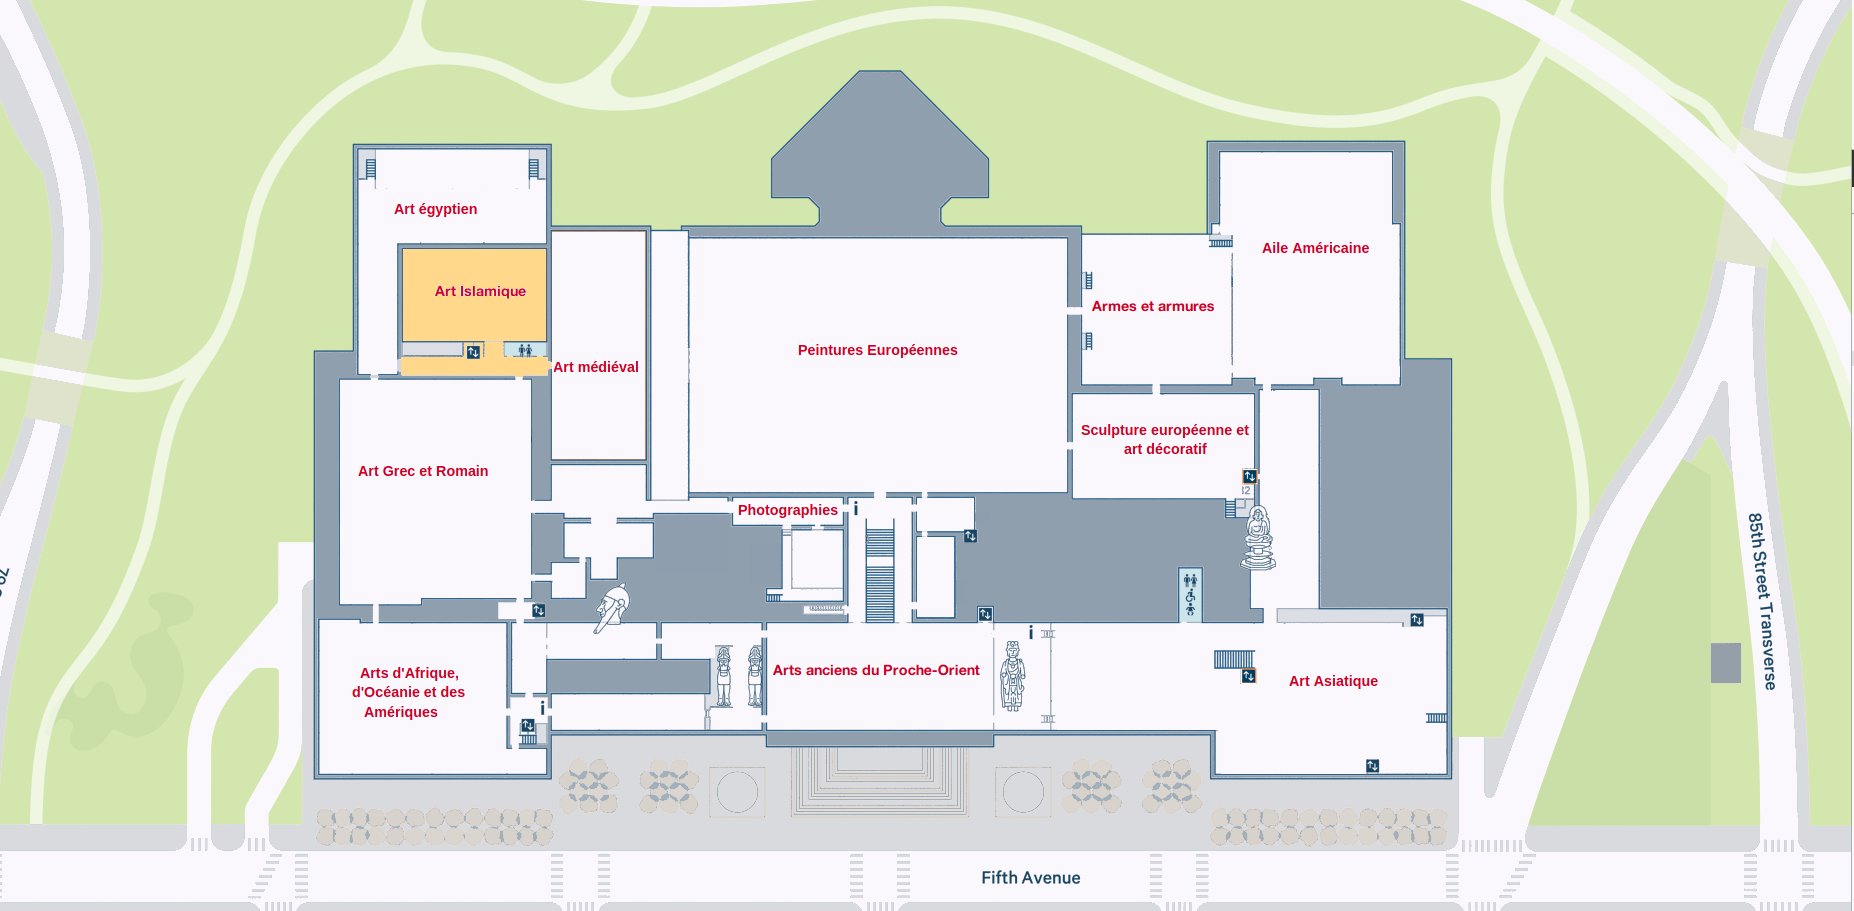 Art égyptien
Aile Américaine
Art Islamique
Armes et armures
Peintures Européennes
Art médiéval
Sculpture européenne et
art décoratif
Art Grec et Romain
Photographies
i
85th Street Transverse
i
Arts d'Afrique,
d'Océanie et des
Amériques
Arts anciens du Proche-Orient
Art Asiatique
i
Fifth Avenue